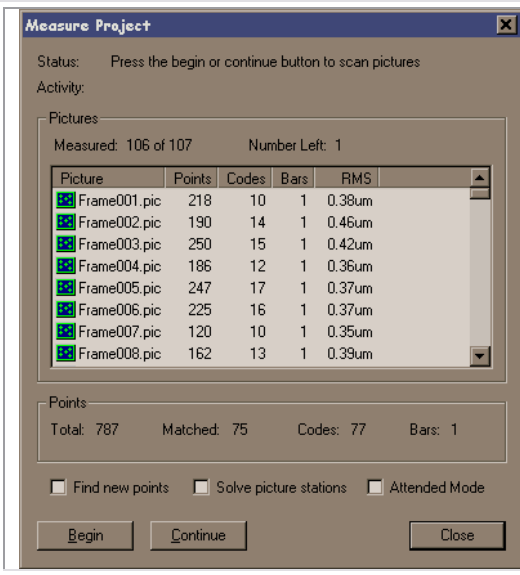 Measure Project
Status: Press the begin or continue button to scan pictures
Activity:
Pictures
Measured: 106 of 107 Number Left: 1
Picture Points Codes Bars RMS
Frame001.pic 218 10 1 0.38um
Frame002.pic 190 14 1 0.46um
Frame003.pic 250 15 1 0.42um
Frame004.pic 186 12 1 0.36um
Frame005.pic 247 17 1 0.37um
Frame006.pic 225 16 1 0.37um
Frame007.pic 120 10 1 0.35um
Frame008.pic 162 13 1 0.39um
Points
Total: 787 Matched: 75 Codes: 77 Bars: 1
Find new points Solve picture stations Attended Mode
Begin Continue Close